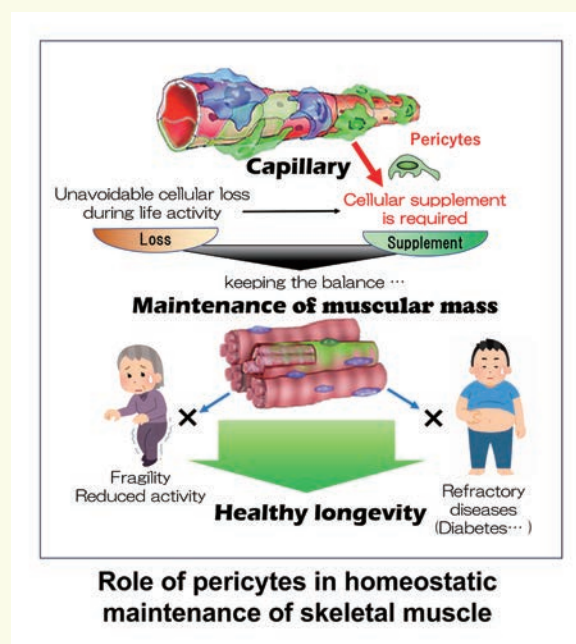 Pericytes
Capillary
Unavoidable cellular loss
during life activity
Cellular supplement
is required
Loss
Supplement
keeping the balance …
Maintenance of muscular mass
Fragility
Reduced activity
Refractory
diseases
(Diabetes… )
Healthy longevity
Role of pericytes in homeostatic
maintenance of skeletal muscle